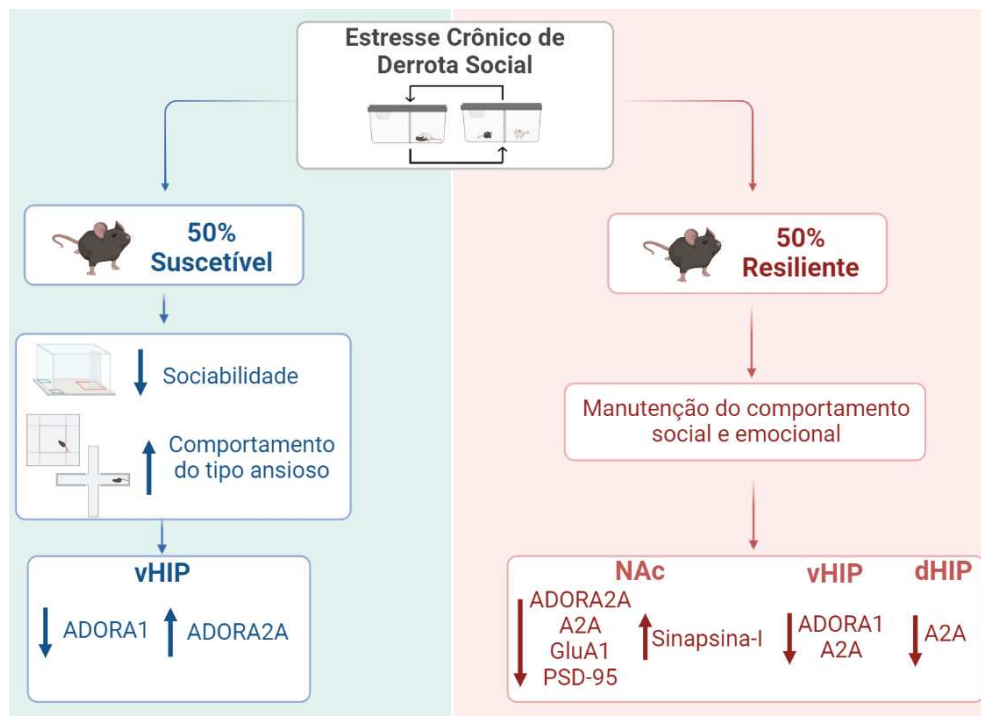 Estresse Crônico de
Derrota Social
50%
Suscetível
Sociabilidade
Comportamento
do tipo ansioso
vHIP
ADORA1
ADORA2A
50%
Resiliente
Manutenção do comportamento
social e emocional
NAc
ADORA2A
A2A
GluA1
PSD-95
Sinapsina-I
vHIP
ADORA1
A2A
dHIP
A2A